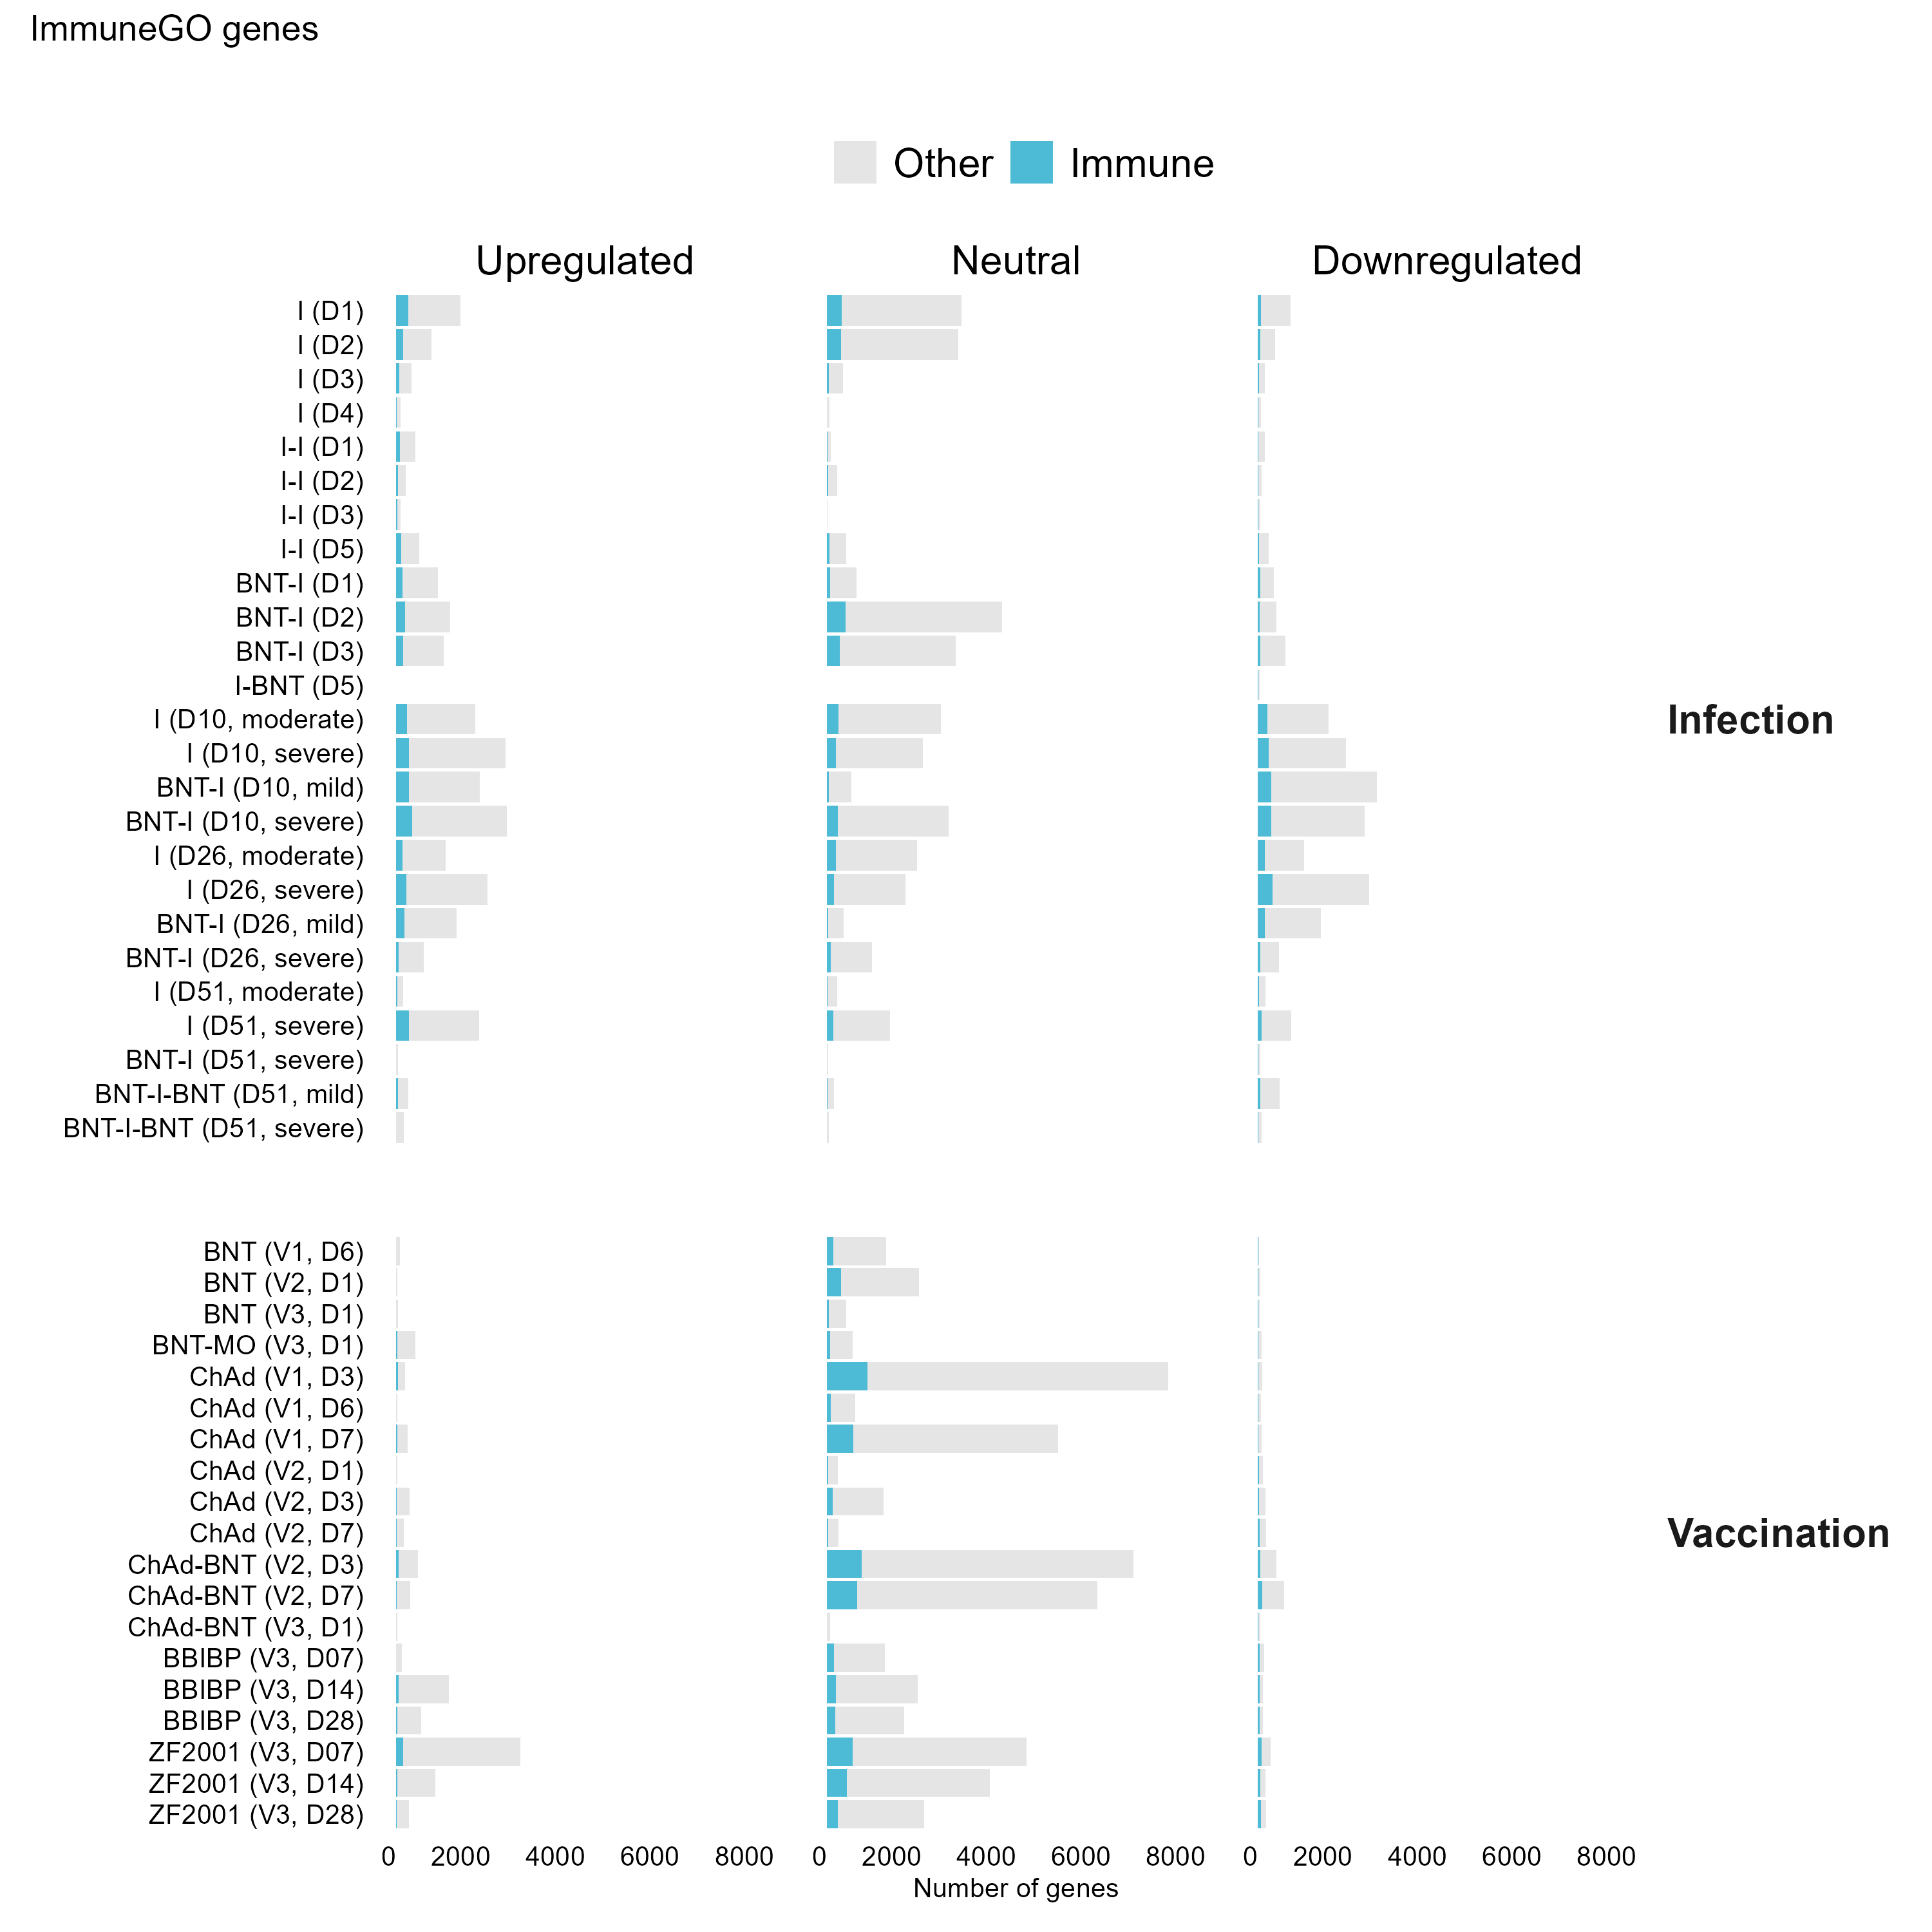 ImmuneGO genes
Other Immune
Upregulated Neutral Downregulated
I (D1)
I (D2)
I (D3)
I (D4)
I-I (D1)
I-I (D2)
I-I (D3)
I-I (D5)
BNT-I (D1)
BNT-I (D2)
BNT-I (D3)
I-BNT (D5)
I (D10, moderate)
I (D10, severe)
BNT-I (D10, mild)
BNT-I (D10, severe)
I (D26, moderate)
I (D26, severe)
BNT-I (D26, mild)
BNT-I (D26, severe)
I (D51, moderate)
I (D51, severe)
BNT-I (D51, severe)
BNT-I-BNT (D51, mild)
BNT-I-BNT (D51, severe)
Infection
BNT (V1, D6)
BNT (V2, D1)
BNT (V3, D1)
BNT-MO (V3, D1)
ChAd (V1, D3)
ChAd (V1, D6)
ChAd (V1, D7)
ChAd (V2, D1)
ChAd (V2, D3)
ChAd (V2, D7)
ChAd-BNT (V2, D3)
ChAd-BNT (V2, D7)
ChAd-BNT (V3, D1)
BBIBP (V3, D07)
BBIBP (V3, D14)
BBIBP (V3, D28)
ZF2001 (V3, D07)
ZF2001 (V3, D14)
ZF2001 (V3, D28)
Vaccination
0 2000 4000 6000 8000 0 2000 4000 6000 8000 0 2000 4000 6000 8000
Number of genes